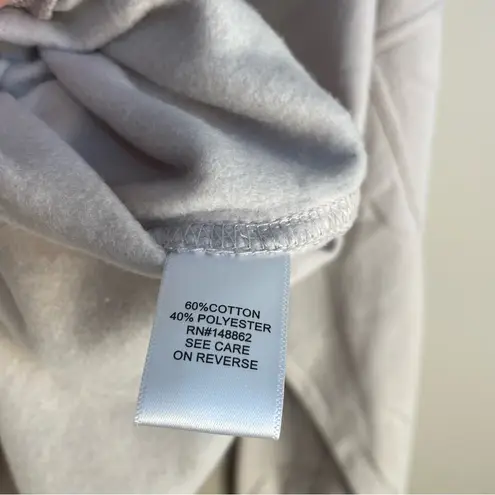 60%COTTON
40% POLYESTER
RN#148862
SEE CARE
ON REVERSE